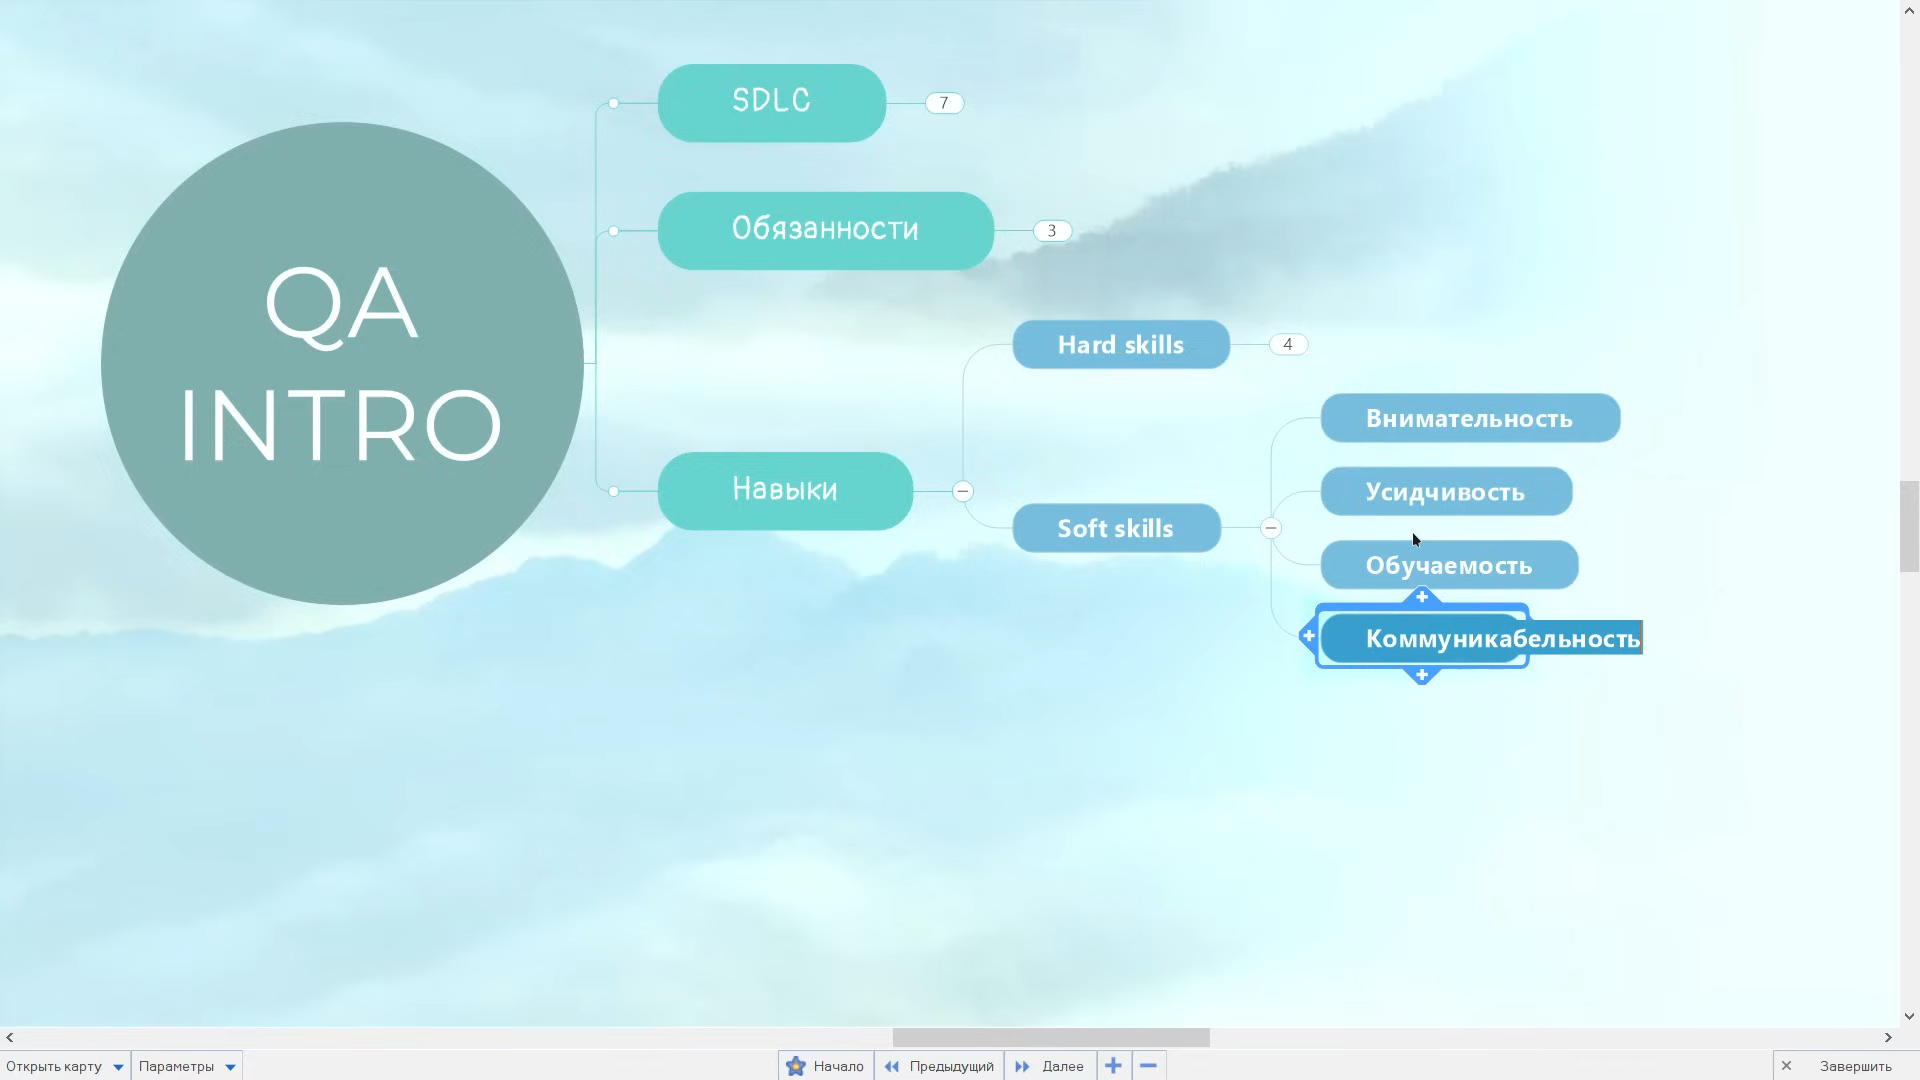 QA
INTRO
SDLC
7
Обязанности
3
Навыки
Hard skills
4
Soft skills
Внимательность
Усидчивость
Обучаемость
Коммуникабельность
Открыть карту
Параметры
Начало
Предыдущий
Далее
Завершить